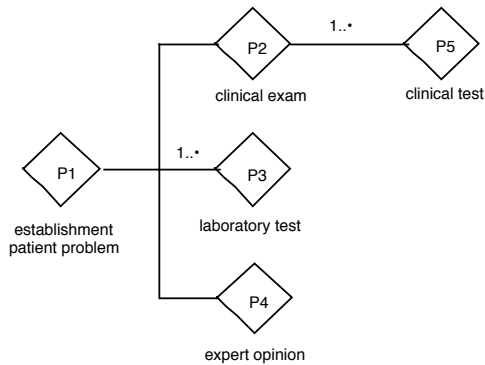 1..•
P2
P5
clinical exam
clinical test
1..•
P1
P3
establishment
patient problem
laboratory test
P4
expert opinion